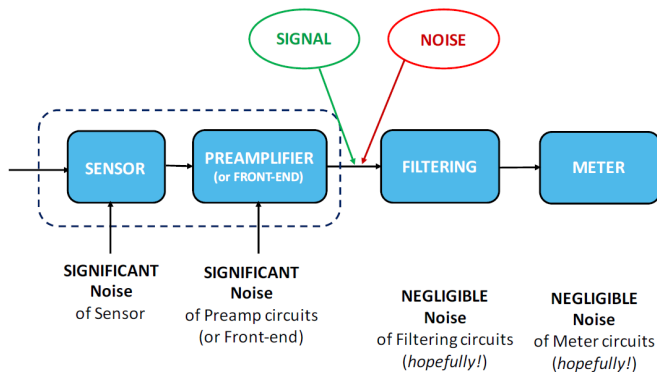 SIGNAL
NOISE
SENSOR
PREAMPLIFIER
(or FRONT-END)
FILTERING
METER
SIGNIFICANT
Noise
of Sensor
SIGNIFICANT
Noise
of Preamp circuits
(or Front-end)
NEGLIGIBLE
Noise
of Filtering circuits
(hopefully!)
NEGLIGIBLE
Noise
of Meter circuits
(hopefully!)